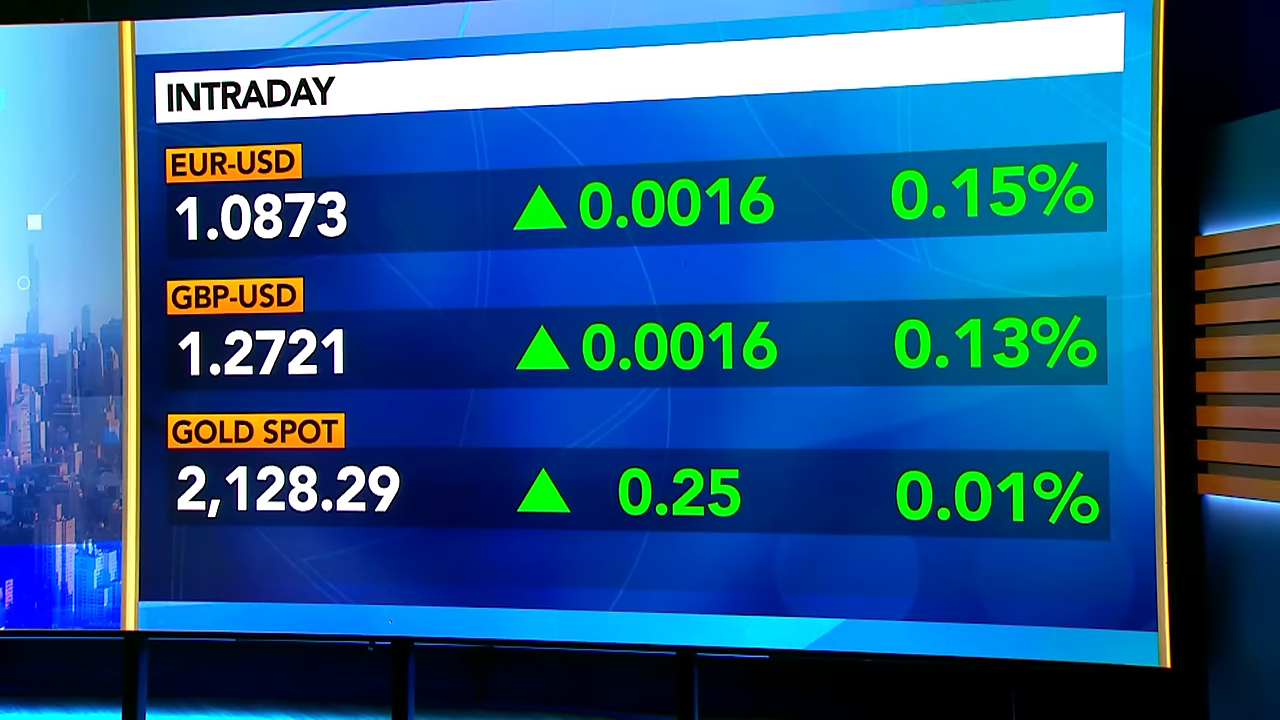 INTRADAY
EUR-USD
1.0873 ▲ 0.0016 0.15%
GBP-USD
1.2721 ▲ 0.0016 0.13%
GOLD SPOT
2,128.29 ▲ 0.25 0.01%